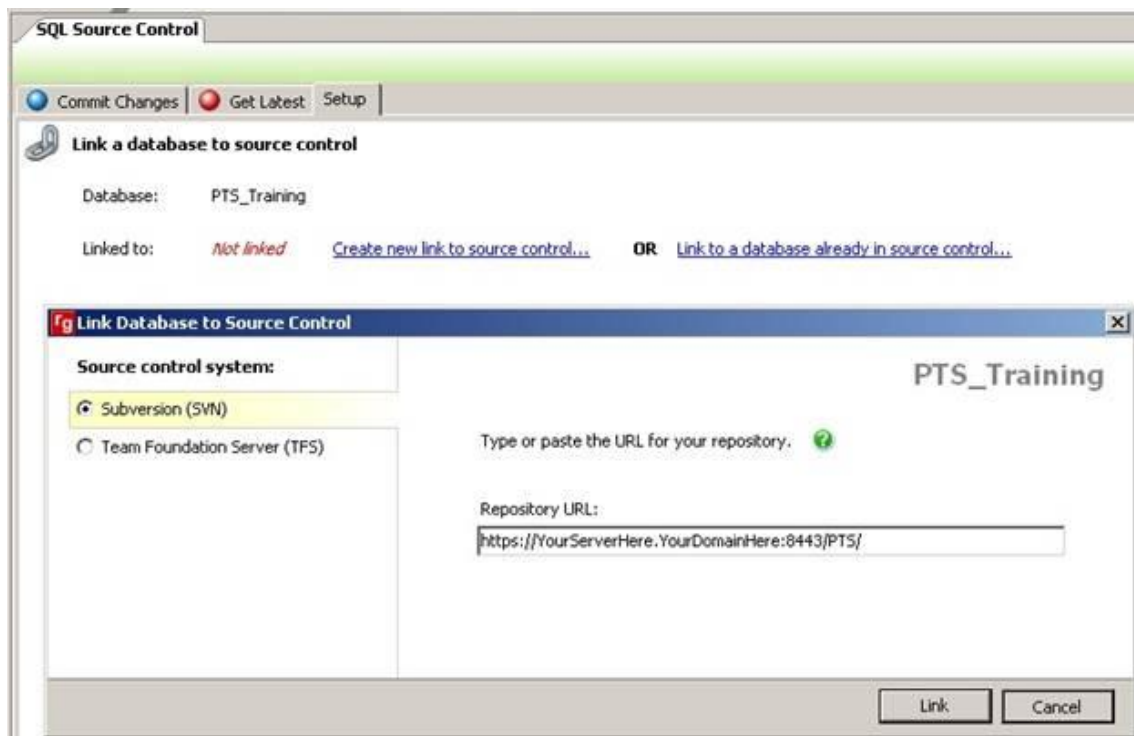 SQL Source Control
Commit Changes Get Latest Setup
Link a database to source control
Database: PTS_Training
Linked to: Not linked Create new link to source control... OR Link to a database already in source control...
rg Link Database to Source Control
Source control system:
PTS_Training
Subversion (SVN)
Team Foundation Server (TFS)
Type or paste the URL for your repository.
Repository URL:
https://YourServerHere.YourDomainHere:8443/PTS/
Link Cancel